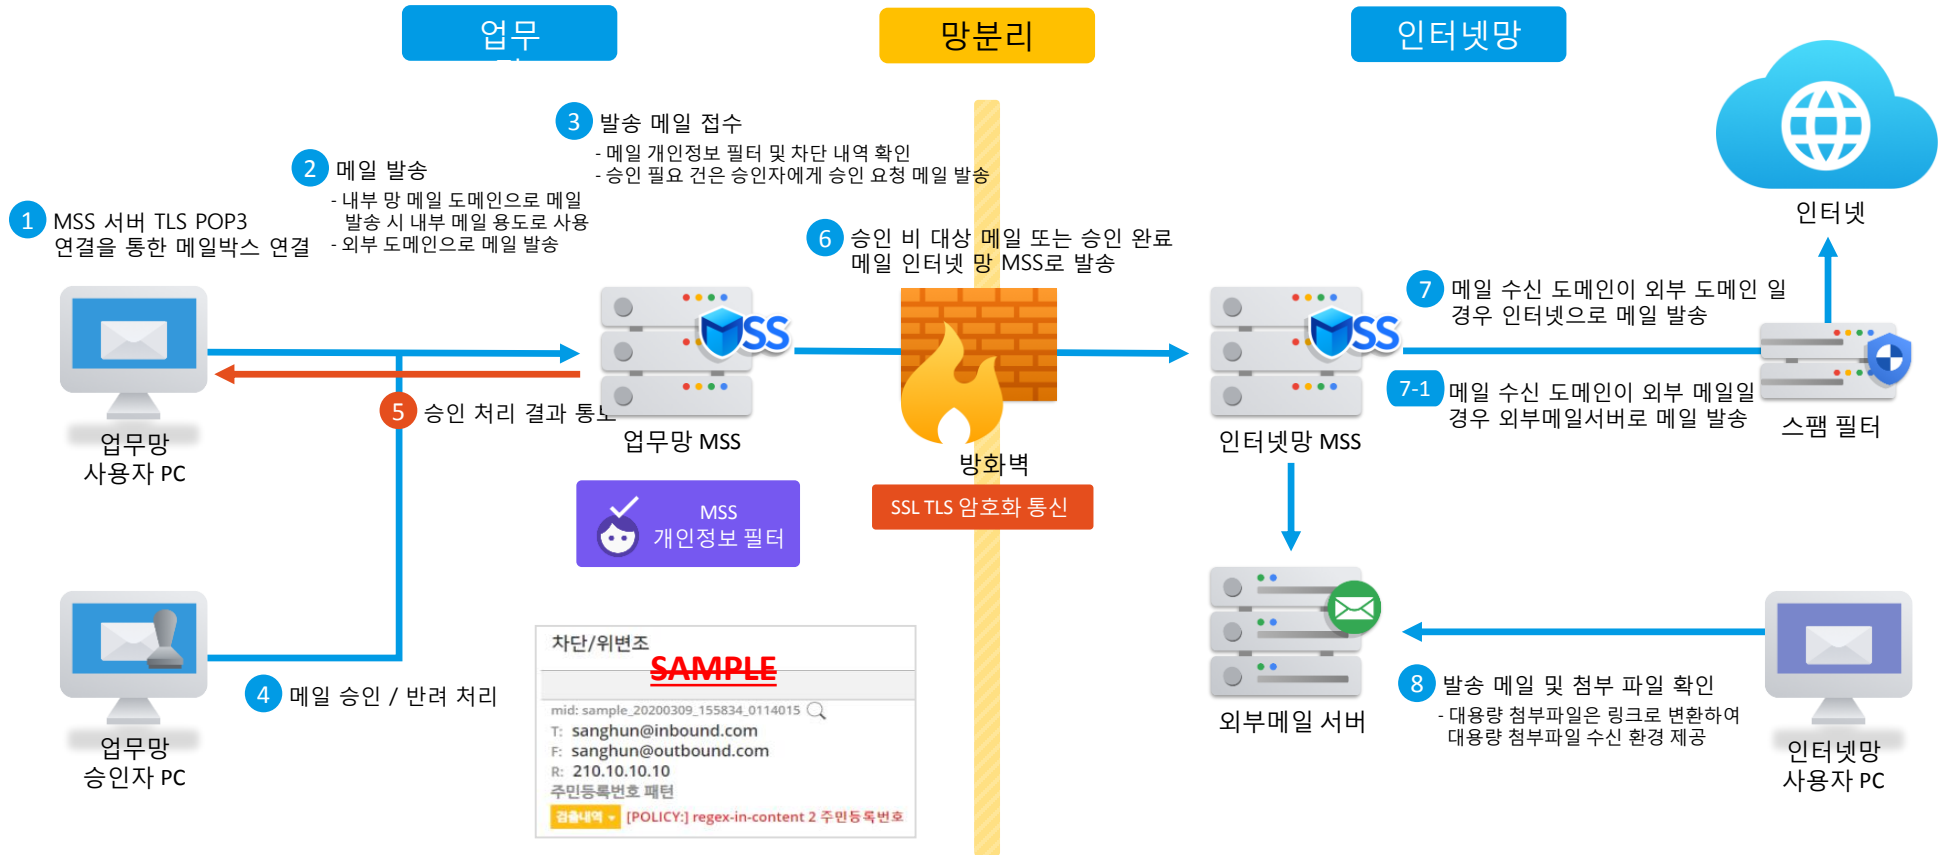 업무
망분리
인터넷망
3 발송 메일 접수
- 메일 개인정보 필터 및 차단 내역 확인
- 승인 필요 건은 승인자에게 승인 요청 메일 발송
2 메일 발송
- 내부 망 메일 도메인으로 메일
발송 시 내부 메일 용도로 사용
- 외부 도메인으로 메일 발송
1 MSS 서버 TLS POP3
연결을 통한 메일박스 연결
6 승인 비 대상 메일 또는 승인 완료
메일 인터넷 망 MSS로 발송
인터넷
7 메일 수신 도메인이 외부 도메인 일
경우 인터넷으로 메일 발송
SS
SS
7-1 메일 수신 도메인이 외부 메일일
경우 외부메일서버로 메일 발송
5 승인 처리 결과 통보
업무망
사용자 PC
업무망 MSS
방화벽
인터넷망 MSS
스팸 필터
SSL TLS 암호화 통신
MSS
개인정보 필터
4 메일 승인 / 반려 처리
업무망
승인자 PC
차단/위변조
SAMPLE
mid: sample_20200309_155834_0114015
T: sanghun@inbound.com
F: sanghun@outbound.com
R: 210.10.10.10
주민등록번호 패턴
검출내역 [POLICY:] regex-in-content 2 주민등록번호
외부메일 서버
8 발송 메일 및 첨부 파일 확인
- 대용량 첨부파일은 링크로 변환하여
대용량 첨부파일 수신 환경 제공
인터넷망
사용자 PC